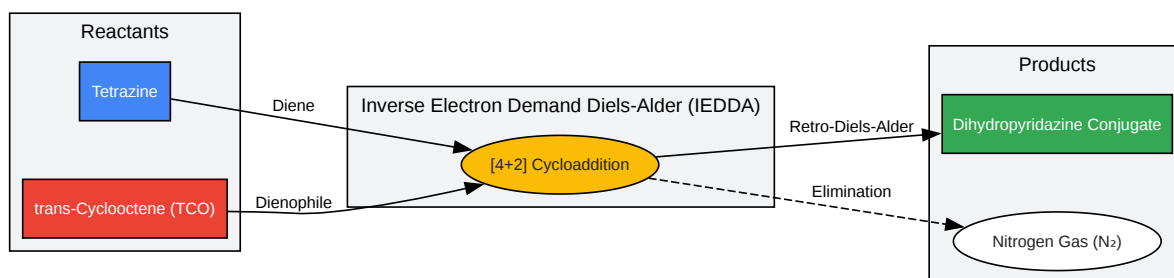 Reactants
Tetrazine
trans-Cyclooctene (TCO)
Diene
Dienophile
Inverse Electron Demand Diels-Alder (IEDDA)
[4+2] Cycloaddition
Retro-Diels-Alder
Elimination
Products
Dihydropyridazine Conjugate
Nitrogen Gas (N₂)